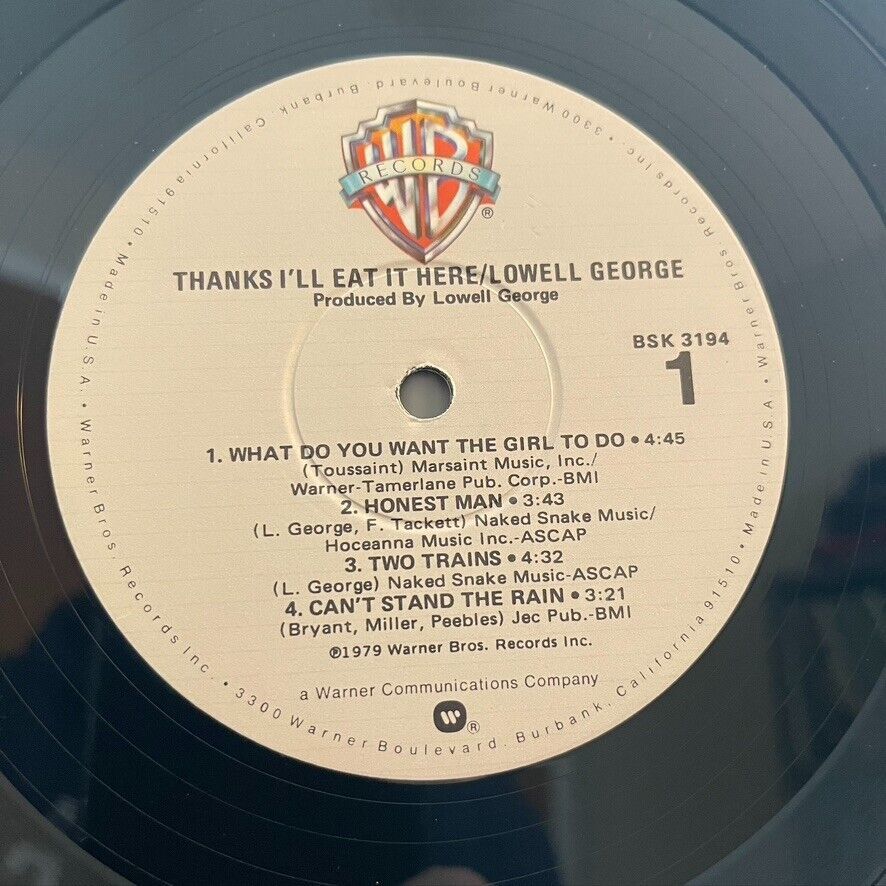 WB
RECORDS
®
THANKS I'LL EAT IT HERE/LOWELL GEORGE
Produced By Lowell George
BSK 3194
1
1. WHAT DO YOU WANT THE GIRL TO DO • 4:45
(Toussaint) Marsaint Music, Inc./
Warner-Tamerlane Pub. Corp.-BMI
2. HONEST MAN • 3:43
(L. George, F. Tackett) Naked Snake Music/
Hoceanna Music Inc.-ASCAP
3. TWO TRAINS • 4:32
(L. George) Naked Snake Music-ASCAP
4. CAN'T STAND THE RAIN • 3:21
(Bryant, Miller, Peebles) Jec Pub.-BMI
℗1979 Warner Bros. Records Inc.
a Warner Communications Company
W ®
Warner Bros. Records Inc. • 3300 Warner Boulevard, Burbank, California 91510 • Made in U.S.A. • Warner Bros. Records Inc. • 3300 Warner Boulevard, Burbank, California 91510 • Made in U.S.A. •